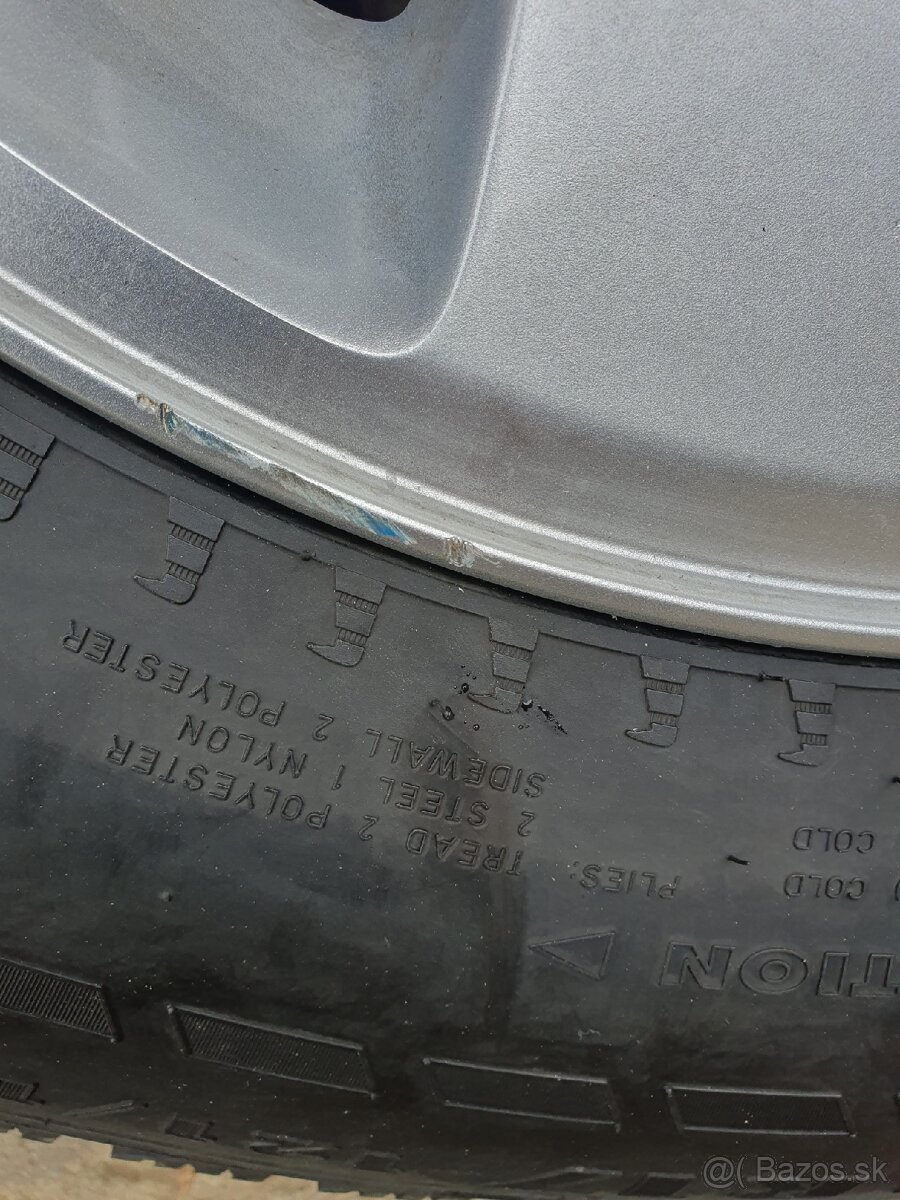 PLIES: TREAD 2 POLYESTER
2 STEEL 1 NYLON
SIDEWALL 2 POLYESTER
COLD
COLD
TION
@( Bazos.sk